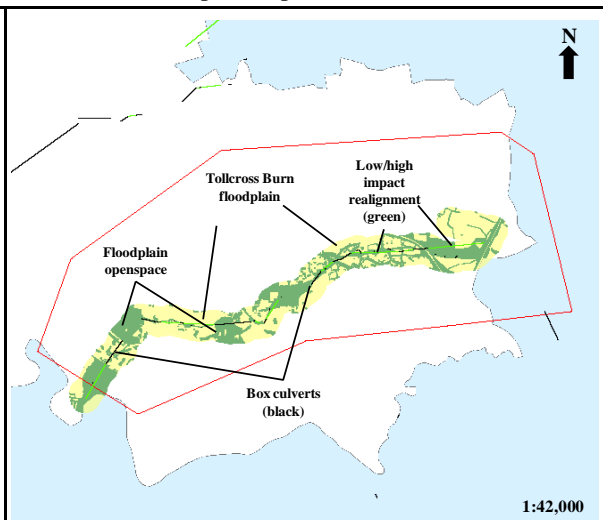 N
Tollcross Burn
floodplain
Low/high
impact
realignment
(green)
Floodplain
openspace
Box culverts
(black)
1:42,000